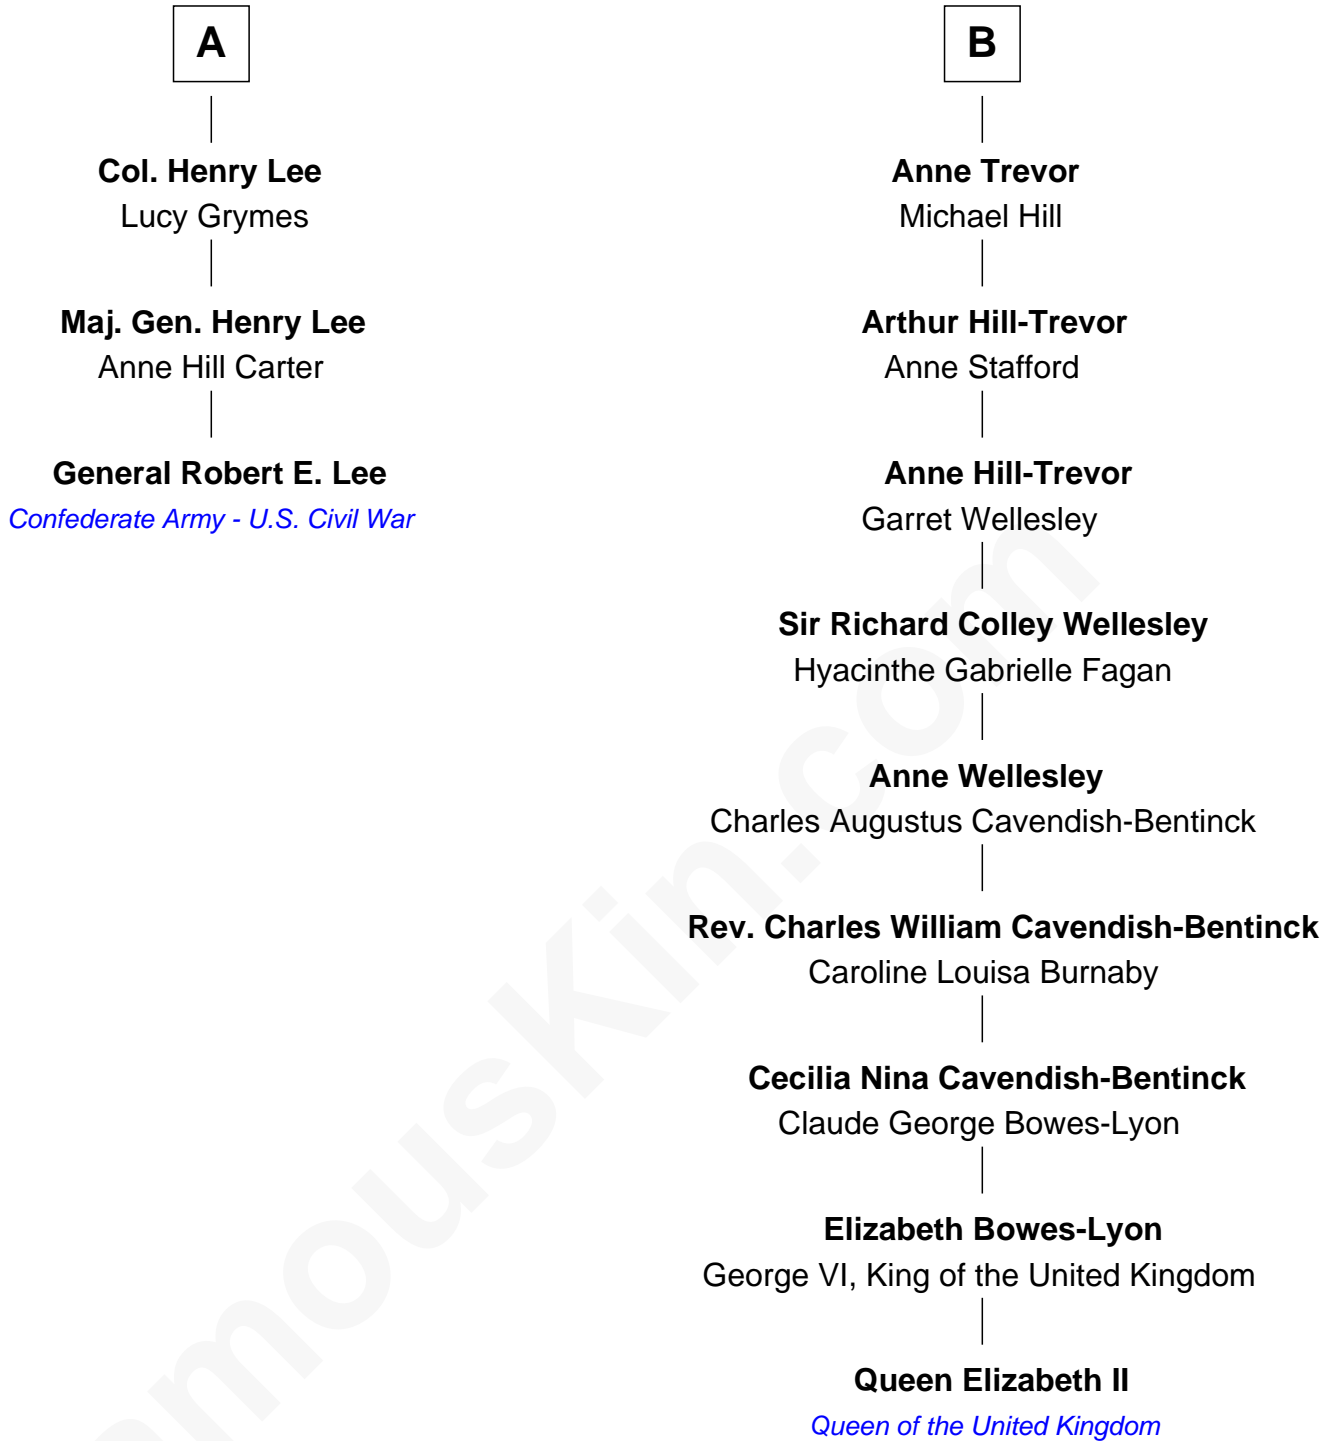 A
Col. Henry Lee
Lucy Grymes
Maj. Gen. Henry Lee
Anne Hill Carter
General Robert E. Lee
Confederate Army - U.S. Civil War
B
Anne Trevor
Michael Hill
Arthur Hill-Trevor
Anne Stafford
Anne Hill-Trevor
Garret Wellesley
Sir Richard Colley Wellesley
Hyacinthe Gabrielle Fagan
Anne Wellesley
Charles Augustus Cavendish-Bentinck
Rev. Charles William Cavendish-Bentinck
Caroline Louisa Burnaby
Cecilia Nina Cavendish-Bentinck
Claude George Bowes-Lyon
Elizabeth Bowes-Lyon
George VI, King of the United Kingdom
Queen Elizabeth II
Queen of the United Kingdom
amouskin.com